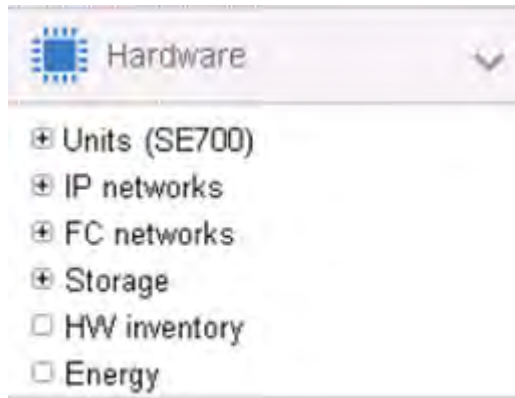 Hardware
Units (SE700)
IP networks
FC networks
Storage
HW inventory
Energy